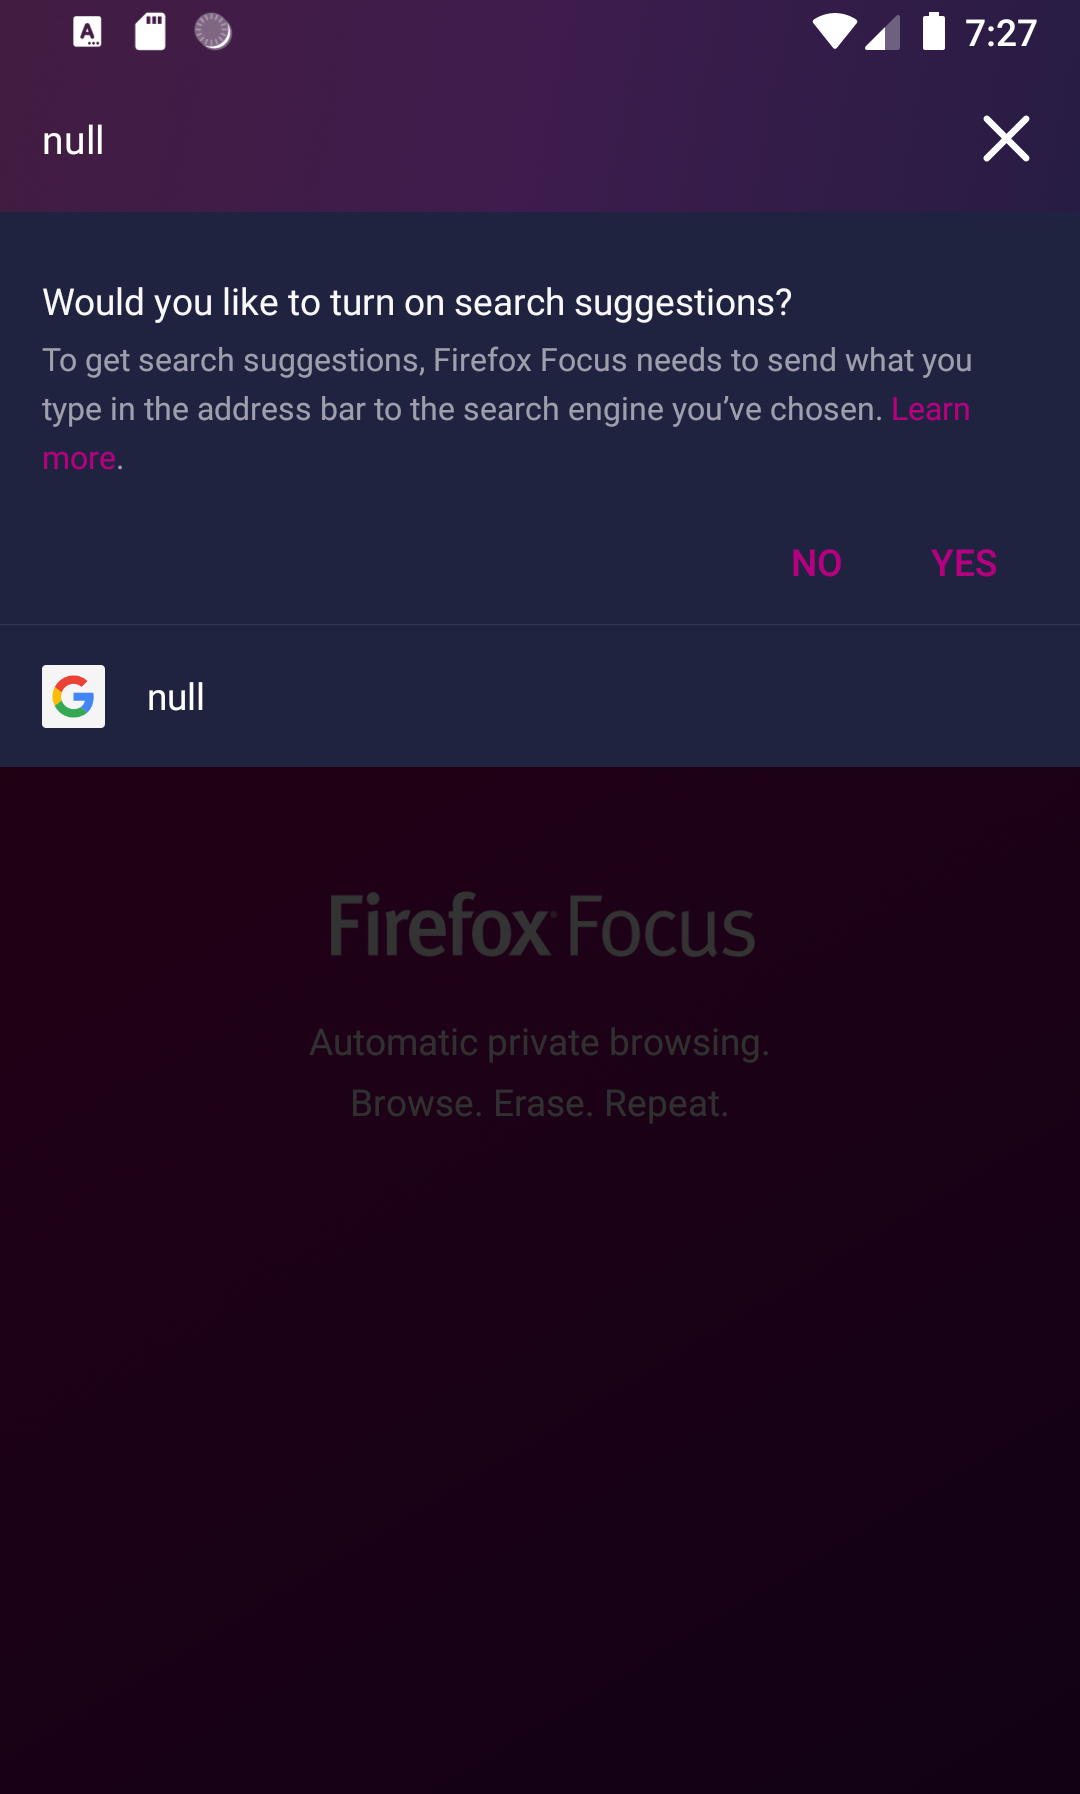 7:27
null
Would you like to turn on search suggestions?
To get search suggestions, Firefox Focus needs to send what you
type in the address bar to the search engine you’ve chosen. Learn
more.
NO YES
null
Firefox Focus
Automatic private browsing.
Browse. Erase. Repeat.